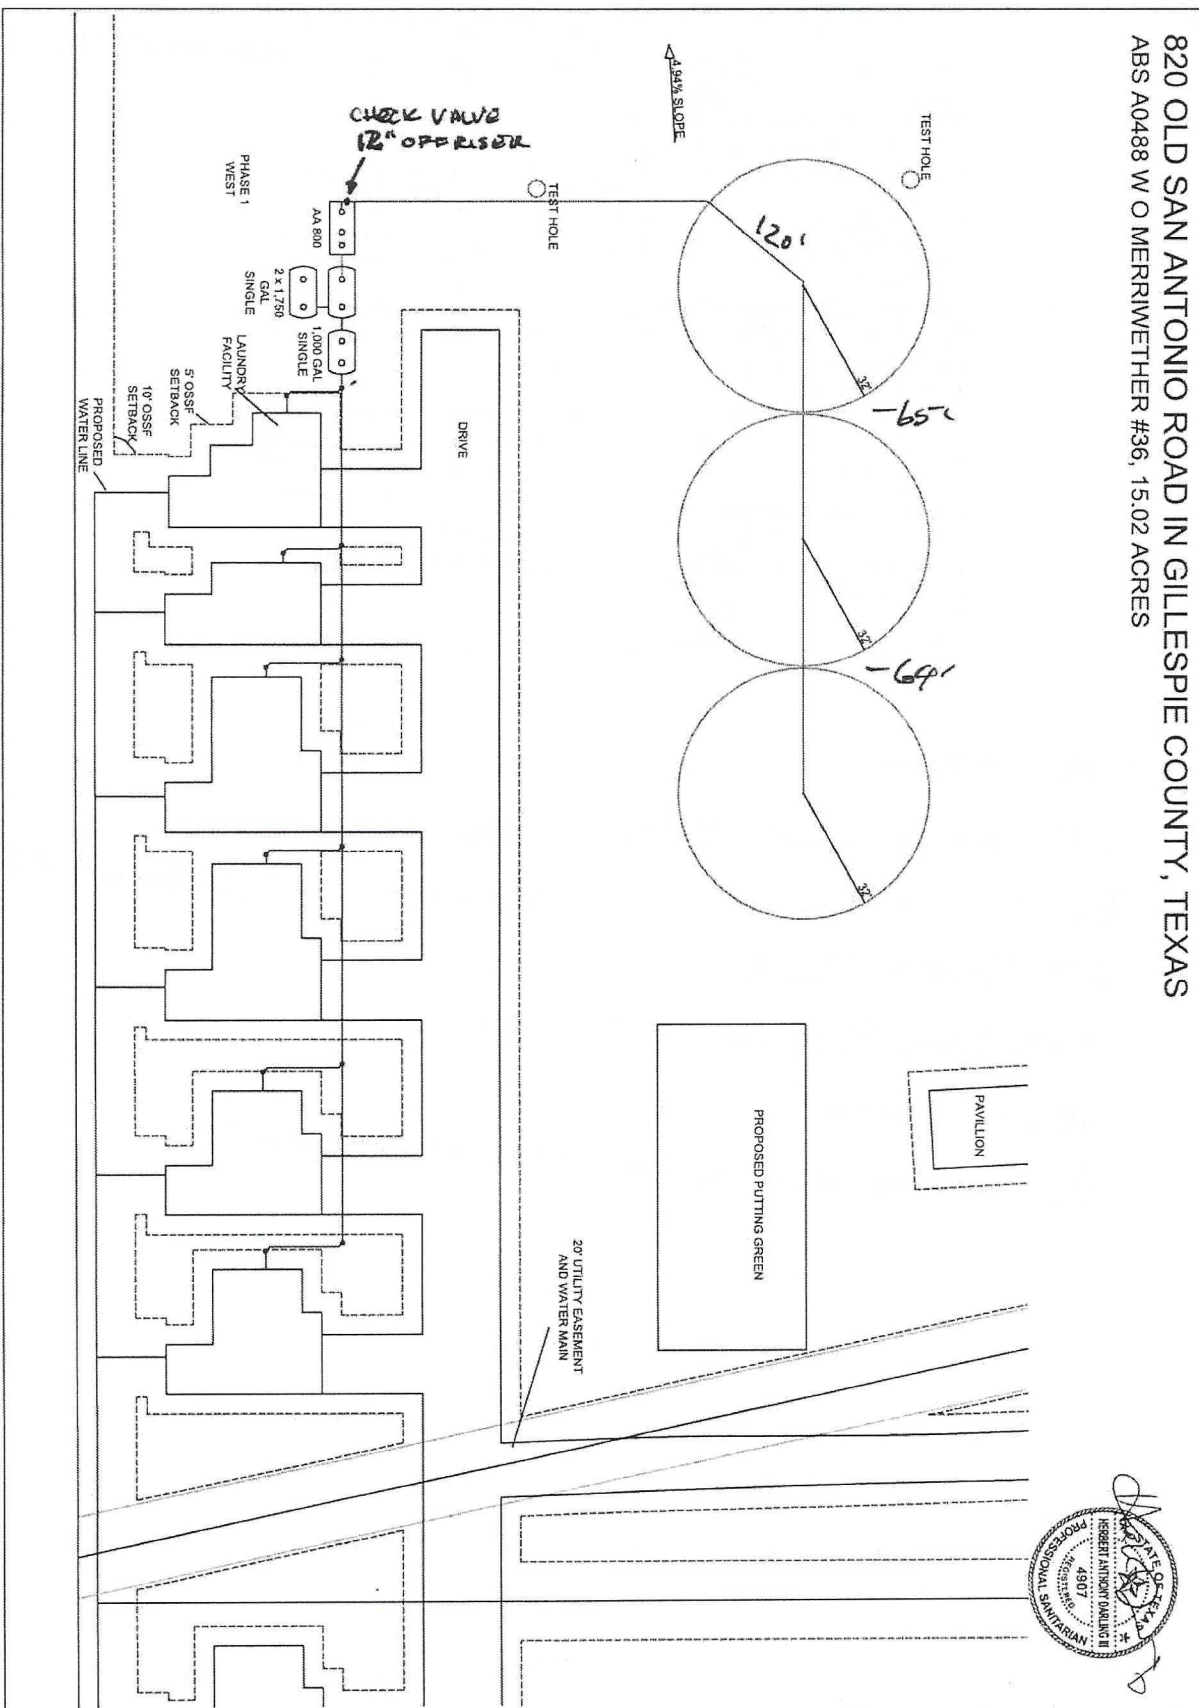 820 OLD SAN ANTONIO ROAD IN GILLESPIE COUNTY, TEXAS
ABS A0488 W O MERRIWETHER #36, 15.02 ACRES
TEST HOLE
4.94% SLOPE
CHECK VALVE
12" OFF RISER
TEST HOLE
120'
32'
-65'
32'
-64'
32'
PHASE 1
WEST
AA 800
2 x 1,750
GAL
SINGLE
1,000 GAL
SINGLE
LAUNDRY
FACILITY
5' OSSF
SETBACK
10' OSSF
SETBACK
PROPOSED
WATER LINE
DRIVE
PAVILLION
PROPOSED PUTTING GREEN
20' UTILITY EASEMENT
AND WATER MAIN
STATE OF TEXAS
HERBERT ANTHONY DARLING III
4907
REGISTERED
PROFESSIONAL SANITARIAN